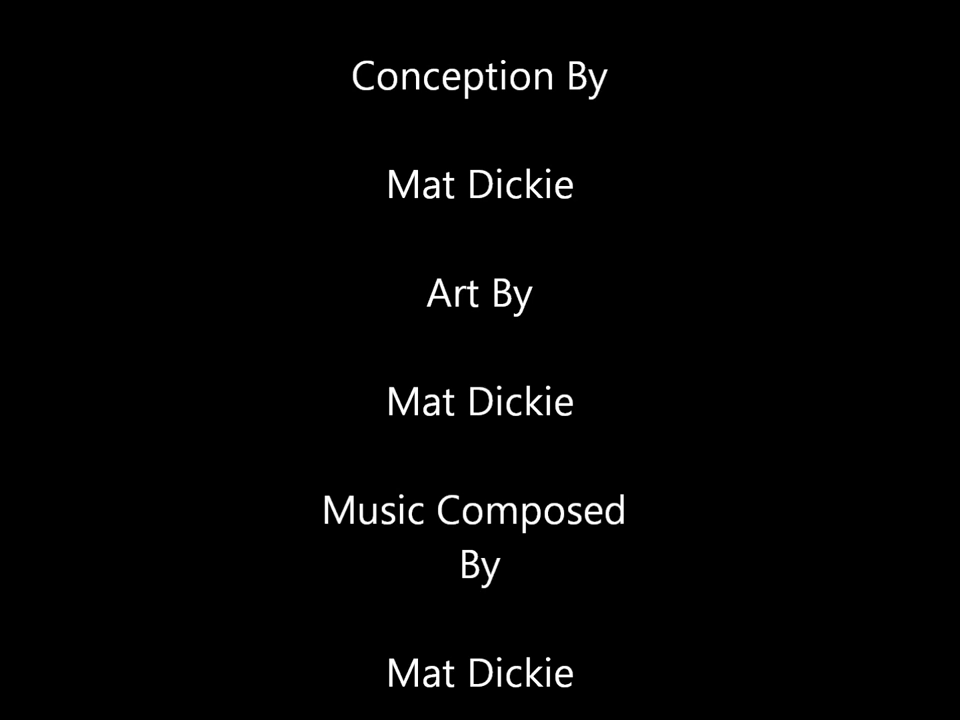 Conception By
Mat Dickie
Art By
Mat Dickie
Music Composed
By
Mat Dickie